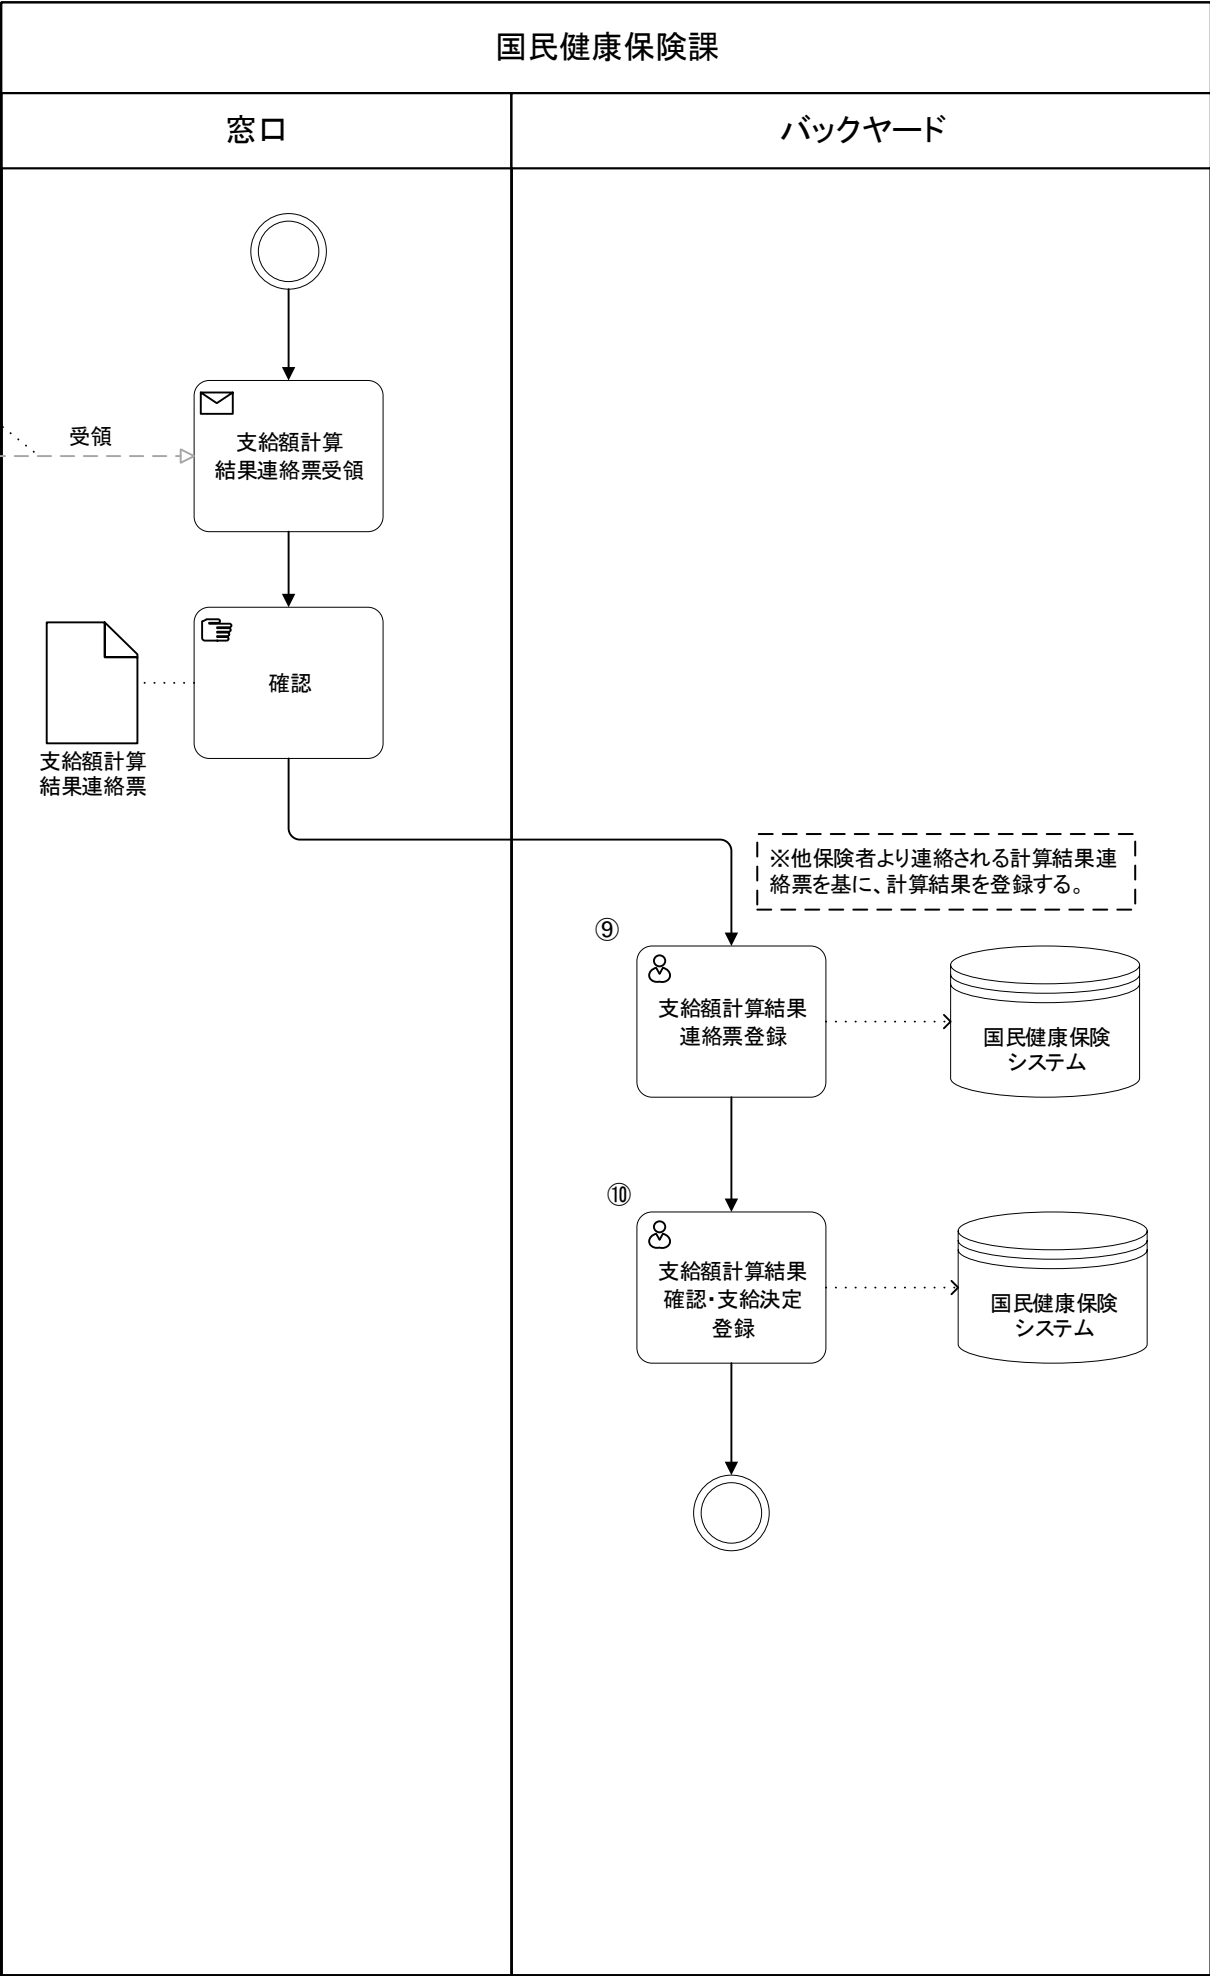 国民健康保険課
窓口
バックヤード
受領
支給額計算
結果連絡票受領
確認
支給額計算
結果連絡票
※他保険者より連絡される計算結果連
絡票を基に、計算結果を登録する。
⑨
支給額計算結果
連絡票登録
国民健康保険
システム
⑩
支給額計算結果
確認・支給決定
登録
国民健康保険
システム